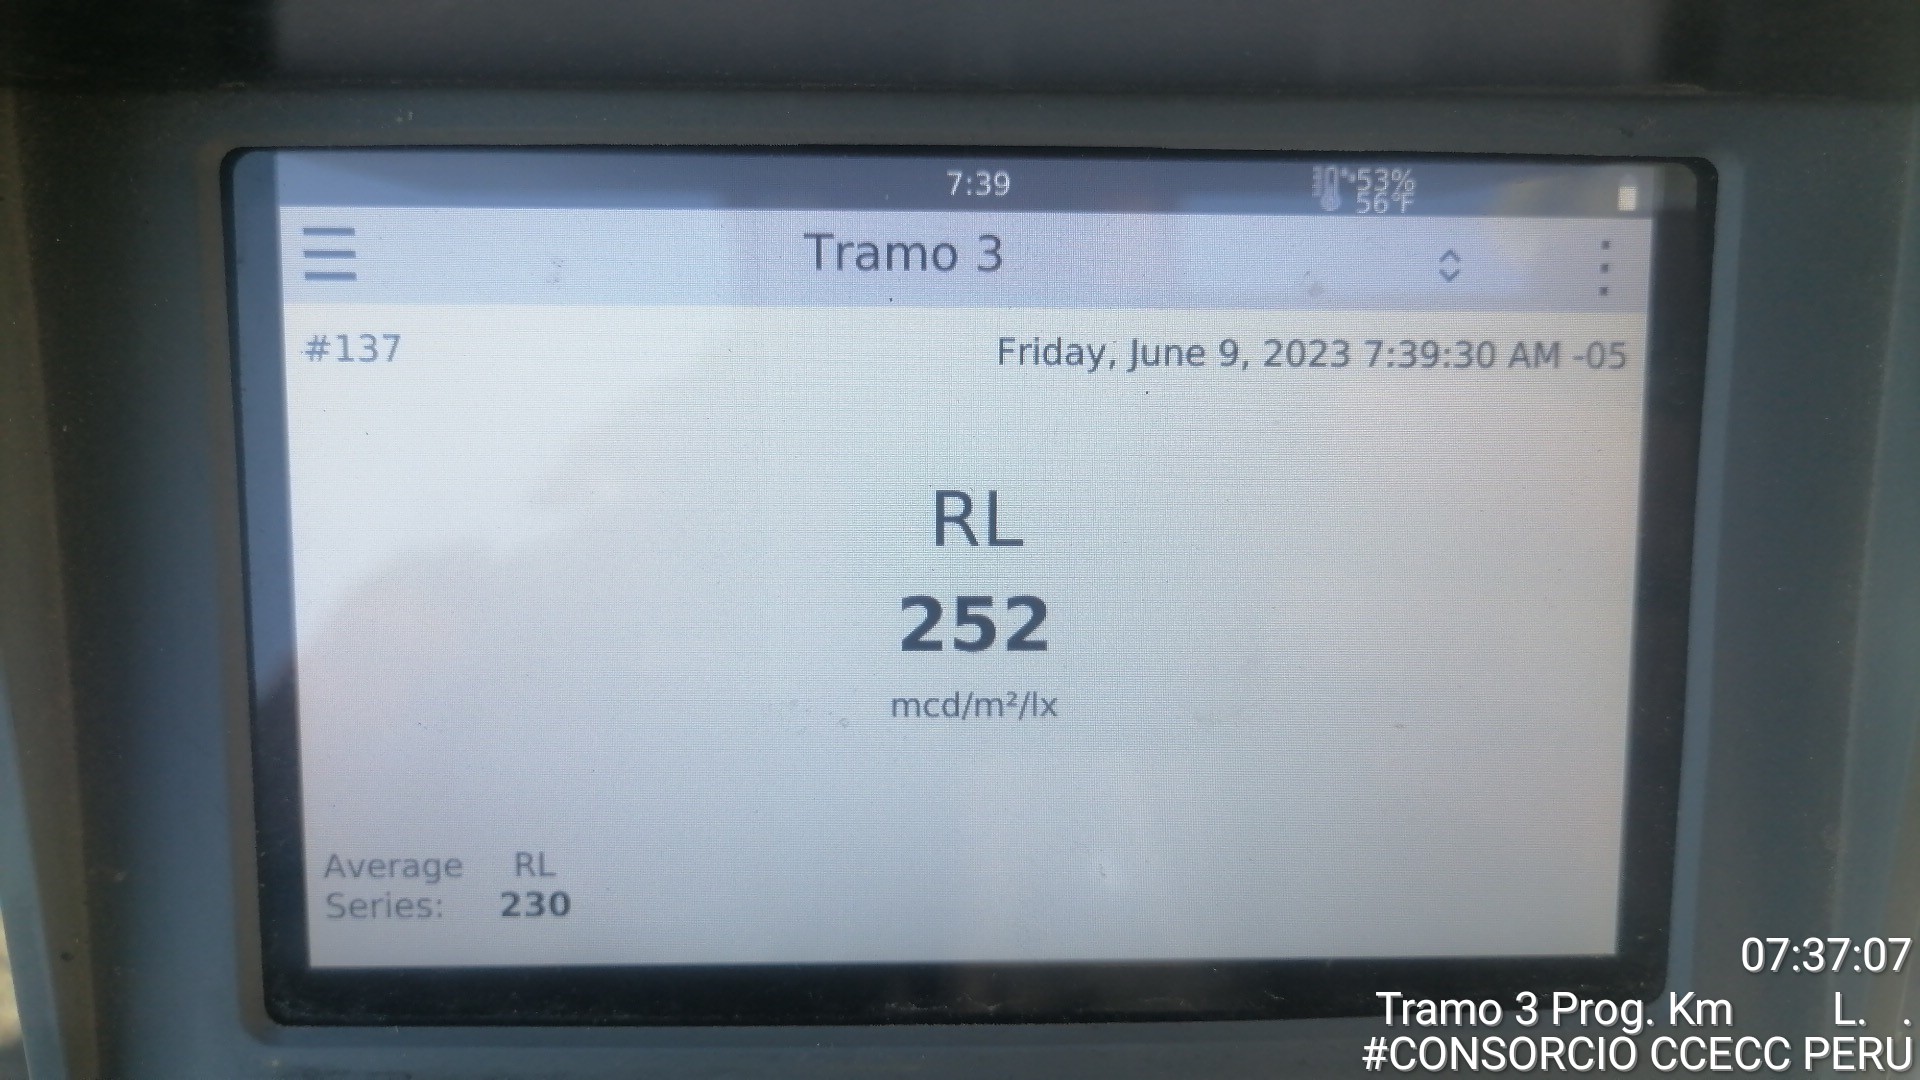 7:39
53%
56°F
Tramo 3
#137
Friday, June 9, 2023 7:39:30 AM -05
RL
252
mcd/m²/lx
Average RL
Series: 230
07:37:07
Tramo 3 Prog. Km L. .
#CONSORCIO CCECC PERU